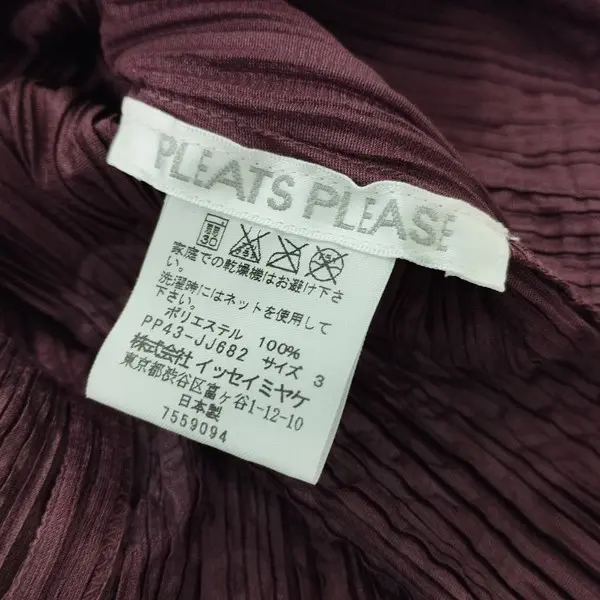 PLEATS PLEASE
家庭での乾燥機はお避け下さ
い。
洗濯時にはネットを使用して
下さい。
ポリエステル 100%
PP43-JJ682 サイズ 3
株式会社 イッセイミヤケ
東京都渋谷区富ヶ谷1-12-10
日本製
7559094